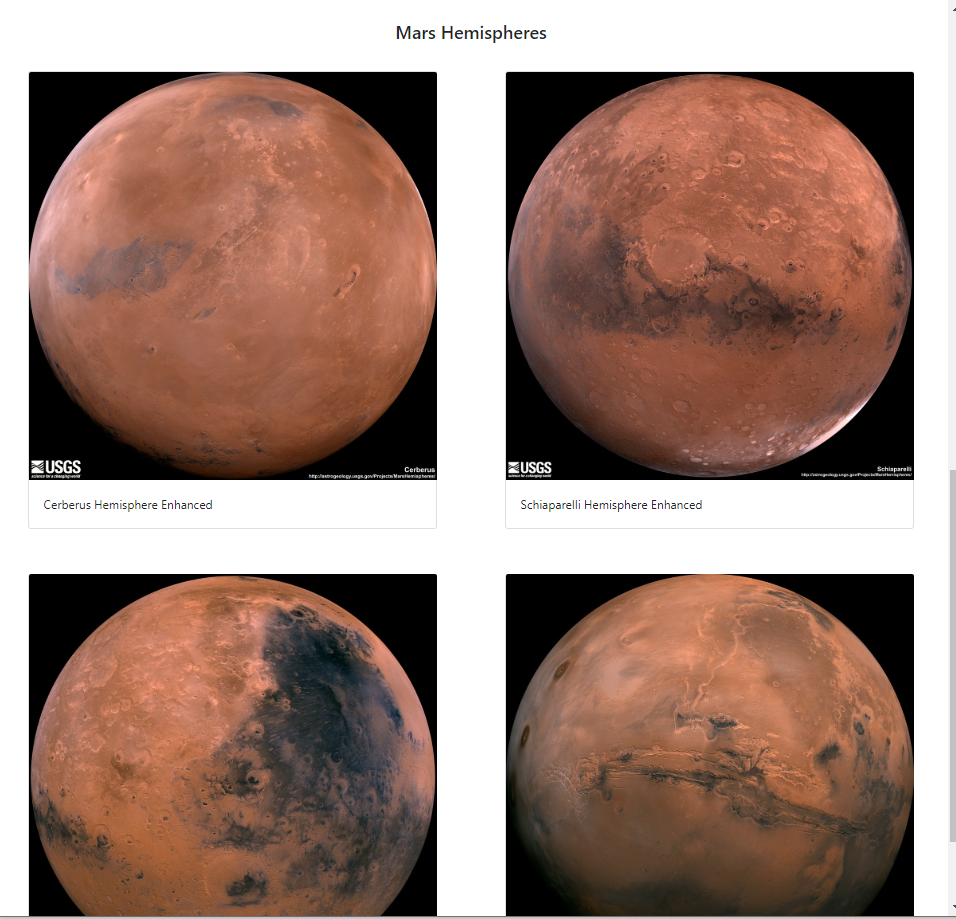 Mars Hemispheres
USGS
science for a changing world
Cerberus
http://astrogeology.usgs.gov/Projects/MarsHemispheres/
Cerberus Hemisphere Enhanced
USGS
science for a changing world
Schiaparelli
http://astrogeology.usgs.gov/Projects/MarsHemispheres/
Schiaparelli Hemisphere Enhanced